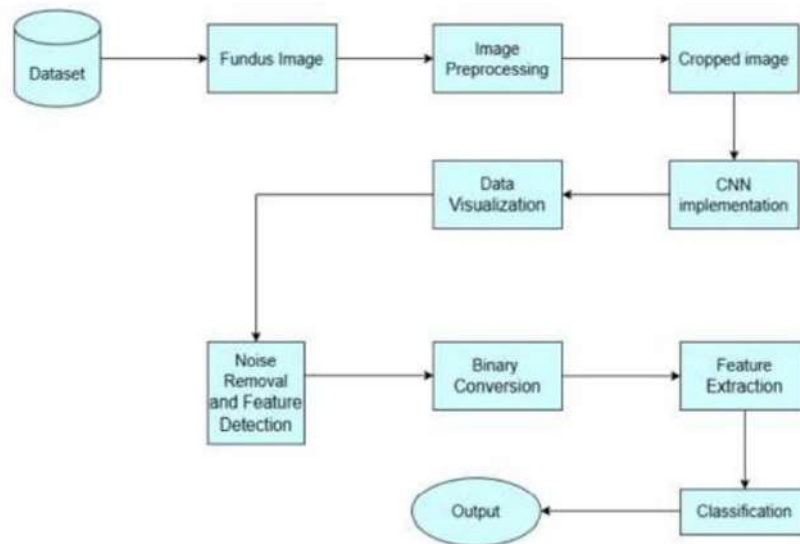 Dataset
Fundus Image
Image
Preprocessing
Cropped image
CNN
implementation
Data
Visualization
Noise
Removal
and Feature
Detection
Binary
Conversion
Feature
Extraction
Classification
Output